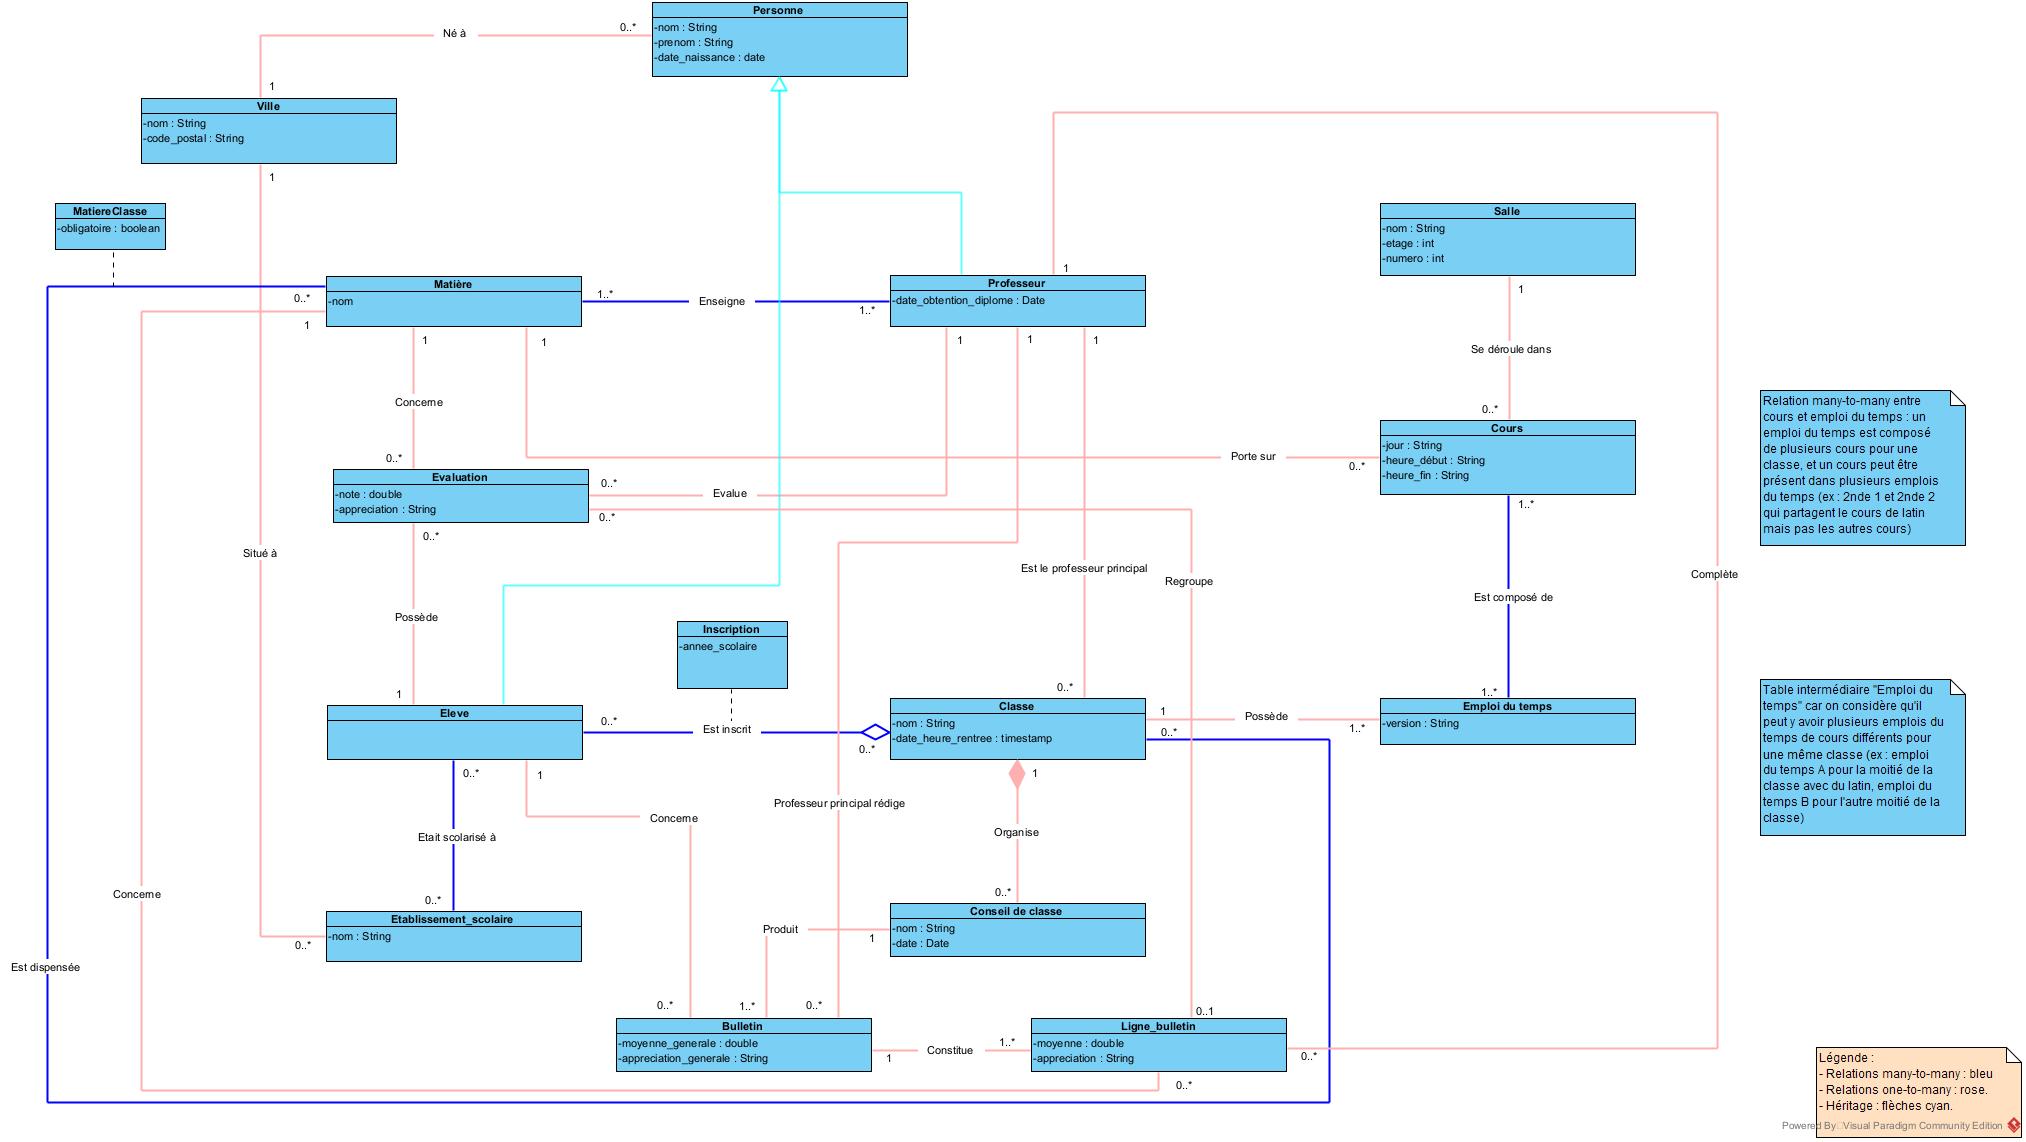 Personne
-nom : String
-prenom : String
-date_naissance : date
Né à
0..*
1
Ville
-nom : String
-code_postal : String
1
MatiereClasse
-obligatoire : boolean
Salle
-nom : String
-etage : int
-numero : int
1
Matière
-nom
0..*
1
1..*
Enseigne
1..*
1
Professeur
-date_obtention_diplome : Date
1
1
1
1
1
Se déroule dans
0..*
Concerne
0..*
Cours
-jour : String
-heure_début : String
-heure_fin : String
Porte sur
0..*
1..*
Relation many-to-many entre
cours et emploi du temps : un
emploi du temps est composé
de plusieurs cours pour une
classe, et un cours peut être
présent dans plusieurs emplois
du temps (ex : 2nde 1 et 2nde 2
qui partagent le cours de latin
mais pas les autres cours)
Evaluation
-note : double
-appreciation : String
0..*
Evalue
0..*
0..*
Situé à
Est le professeur principal
Regroupe
Complète
Est composé de
Possède
1
Inscription
-annee_scolaire
0..*
1..*
Eleve
0..*
Est inscrit
0..*
Classe
-nom : String
-date_heure_rentree : timestamp
1
Possède
1..*
0..*
Emploi du temps
-version : String
Table intermédiaire "Emploi du
temps" car on considère qu'il
peut y avoir plusieurs emplois du
temps de cours différents pour
une même classe (ex : emploi
du temps A pour la moitié de la
classe avec du latin, emploi du
temps B pour l'autre moitié de la
classe)
0..*
1
1
Concerne
Professeur principal rédige
Organise
Etait scolarisé à
0..*
0..*
Concerne
Etablissement_scolaire
-nom : String
0..*
Conseil de classe
-nom : String
-date : Date
Produit
1
Est dispensée
0..*
1..*
0..*
0..1
Bulletin
-moyenne_generale : double
-appreciation_generale : String
1
Constitue
1..*
Ligne_bulletin
-moyenne : double
-appreciation : String
0..*
0..*
Légende :
- Relations many-to-many : bleu
- Relations one-to-many : rose.
- Héritage : flèches cyan.
Powered By Visual Paradigm Community Edition